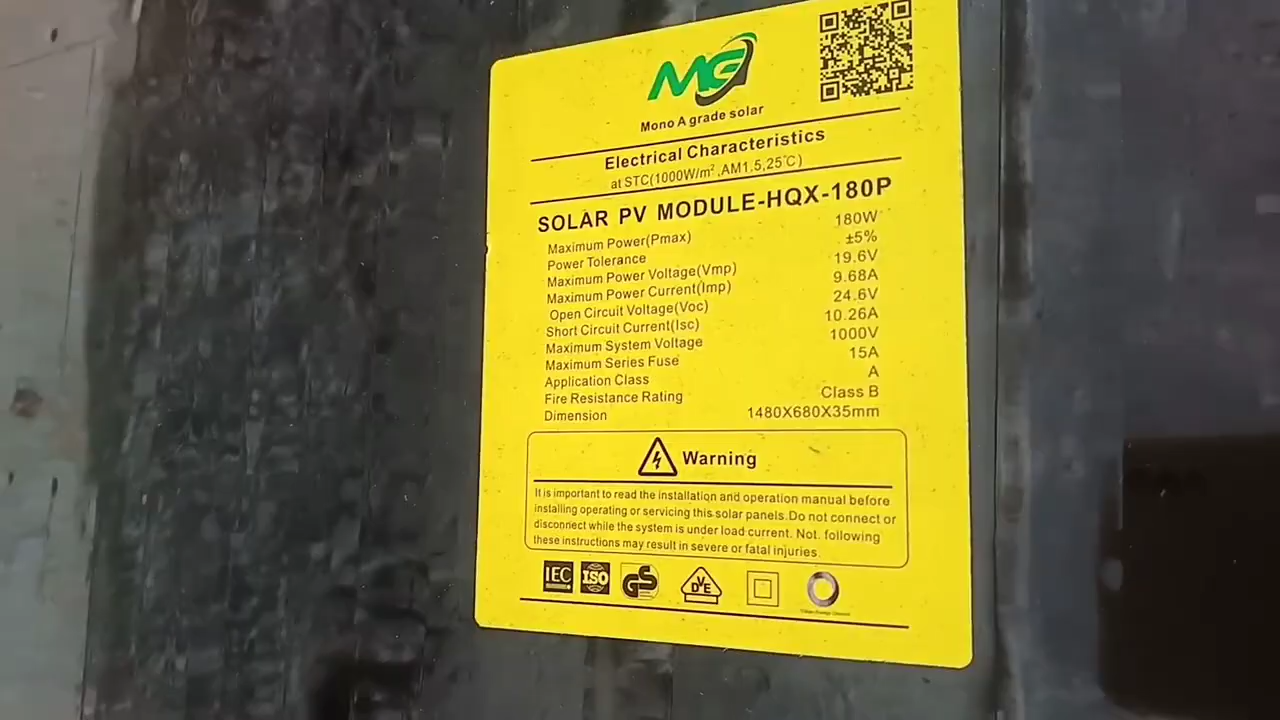 MG
Mono A grade solar
Electrical Characteristics
at STC(1000W/m²,AM1.5,25℃)
SOLAR PV MODULE-HQX-180P
Maximum Power(Pmax) 180W
Power Tolerance ±5%
Maximum Power Voltage(Vmp) 19.6V
Maximum Power Current(Imp) 9.68A
Open Circuit Voltage(Voc) 24.6V
Short Circuit Current(Isc) 10.26A
Maximum System Voltage 1000V
Maximum Series Fuse 15A
Application Class A
Fire Resistance Rating Class B
Dimension 1480X680X35mm
Warning
It is important to read the installation and operation manual before
installing operating or servicing this solar panels.Do not connect or
disconnect while the system is under load current. Not. following
these instructions may result in severe or fatal injuries.
IEC ISO GS DVE